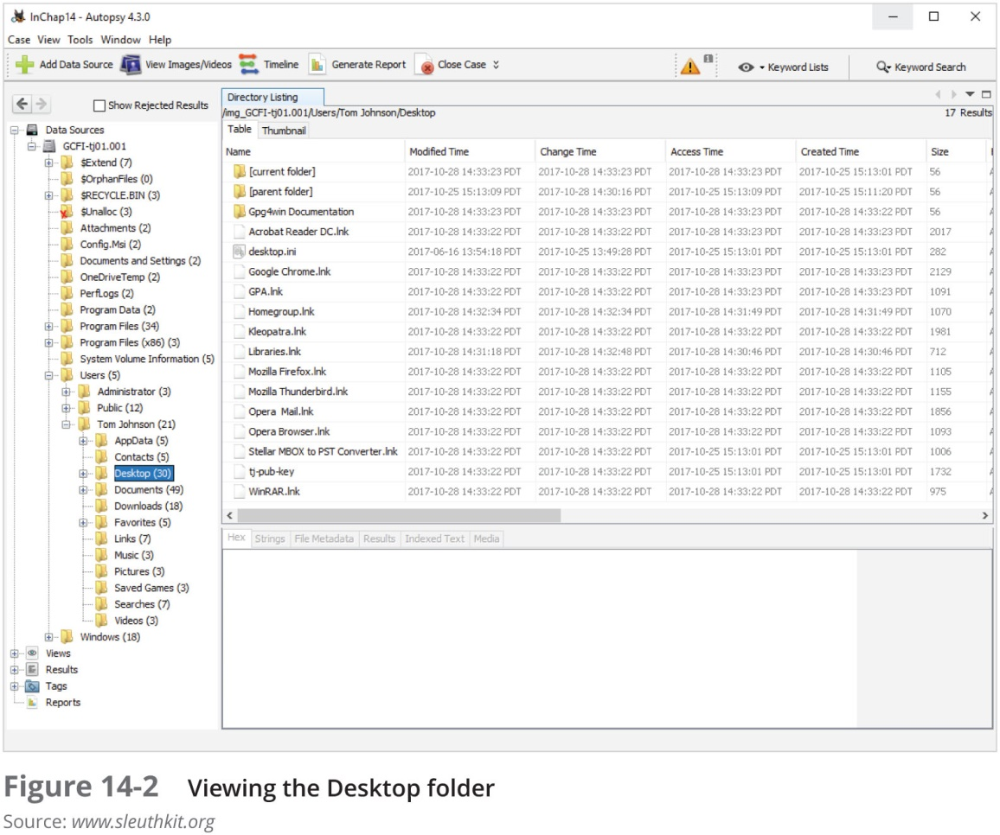 InChap14 - Autopsy 4.3.0
Case View Tools Window Help
Add Data Source View Images/Videos Timeline Generate Report Close Case Keyword Lists Keyword Search
Show Rejected Results
Data Sources
GCFI-tj01.001
$Extend (7)
$OrphanFiles (0)
$RECYCLE.BIN (3)
$Unalloc (3)
Attachments (2)
Config.Msi (2)
Documents and Settings (2)
OneDriveTemp (2)
PerfLogs (2)
Program Data (2)
Program Files (34)
Program Files (x86) (3)
System Volume Information (5)
Users (5)
Administrator (3)
Public (12)
Tom Johnson (21)
AppData (5)
Contacts (5)
Desktop (30)
Documents (49)
Downloads (18)
Favorites (5)
Links (7)
Music (3)
Pictures (3)
Saved Games (3)
Searches (7)
Videos (3)
Windows (18)
Views
Results
Tags
Reports
Directory Listing
/img_GCFI-tj01.001/Users/Tom Johnson/Desktop 17 Results
Table Thumbnail
Name Modified Time Change Time Access Time Created Time Size
[current folder] 2017-10-28 14:33:23 PDT 2017-10-28 14:33:23 PDT 2017-10-28 14:33:23 PDT 2017-10-25 15:13:01 PDT 56
[parent folder] 2017-10-25 15:13:09 PDT 2017-10-28 14:30:16 PDT 2017-10-25 15:13:09 PDT 2017-10-25 15:11:20 PDT 56
Gpg4win Documentation 2017-10-28 14:33:23 PDT 2017-10-28 14:33:23 PDT 2017-10-28 14:33:23 PDT 2017-10-28 14:33:22 PDT 56
Acrobat Reader DC.lnk 2017-10-28 14:33:22 PDT 2017-10-28 14:33:23 PDT 2017-10-28 14:33:23 PDT 2017-10-28 14:33:23 PDT 2017
desktop.ini 2017-06-16 13:54:18 PDT 2017-10-25 13:49:28 PDT 2017-10-25 15:13:01 PDT 2017-10-25 15:13:01 PDT 282
Google Chrome.lnk 2017-10-28 14:33:22 PDT 2017-10-28 14:33:23 PDT 2017-10-28 14:33:22 PDT 2017-10-28 14:33:22 PDT 2129
GPA.lnk 2017-10-28 14:33:22 PDT 2017-10-28 14:33:23 PDT 2017-10-28 14:33:23 PDT 2017-10-28 14:33:23 PDT 1091
Homegroup.lnk 2017-10-28 14:32:34 PDT 2017-10-28 14:32:34 PDT 2017-10-28 14:31:49 PDT 2017-10-28 14:31:49 PDT 1070
Kleopatra.lnk 2017-10-28 14:33:22 PDT 2017-10-28 14:33:22 PDT 2017-10-28 14:33:22 PDT 2017-10-28 14:33:22 PDT 1981
Libraries.lnk 2017-10-28 14:31:18 PDT 2017-10-28 14:32:48 PDT 2017-10-28 14:30:46 PDT 2017-10-28 14:30:46 PDT 712
Mozilla Firefox.lnk 2017-10-28 14:33:22 PDT 2017-10-28 14:33:22 PDT 2017-10-28 14:33:22 PDT 2017-10-28 14:33:22 PDT 1105
Mozilla Thunderbird.lnk 2017-10-28 14:33:22 PDT 2017-10-28 14:33:22 PDT 2017-10-28 14:33:22 PDT 2017-10-28 14:33:22 PDT 1155
Opera Mail.lnk 2017-10-28 14:33:22 PDT 2017-10-28 14:33:22 PDT 2017-10-28 14:33:22 PDT 2017-10-28 14:33:22 PDT 1856
Opera Browser.lnk 2017-10-28 14:33:22 PDT 2017-10-28 14:33:22 PDT 2017-10-28 14:33:22 PDT 2017-10-28 14:33:22 PDT 1093
Stellar MBOX to PST Converter.lnk 2017-10-28 14:33:22 PDT 2017-10-28 14:33:22 PDT 2017-10-25 15:13:01 PDT 2017-10-25 15:13:01 PDT 1006
tj-pub-key 2017-10-28 14:33:22 PDT 2017-10-28 14:33:22 PDT 2017-10-25 15:13:01 PDT 2017-10-25 15:13:01 PDT 1732
WinRAR.lnk 2017-10-28 14:33:22 PDT 2017-10-28 14:33:22 PDT 2017-10-28 14:33:22 PDT 2017-10-28 14:33:22 PDT 975
Hex Strings File Metadata Results Indexed Text Media
Figure 14-2 Viewing the Desktop folder
Source: www.sleuthkit.org